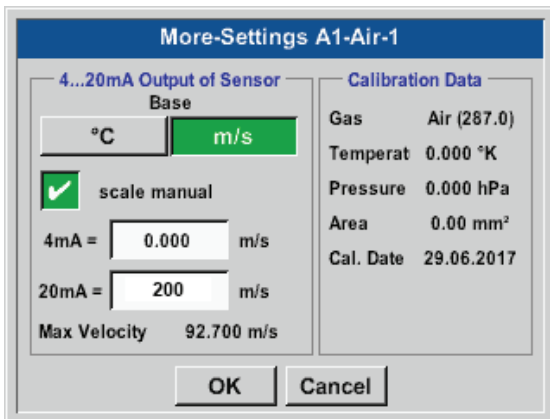 More-Settings A1-Air-1
4...20mA Output of Sensor
Base
°C
m/s
scale manual
4mA = 0.000 m/s
20mA = 200 m/s
Max Velocity 92.700 m/s
Calibration Data
Gas Air (287.0)
Temperat 0.000 °K
Pressure 0.000 hPa
Area 0.00 mm²
Cal. Date 29.06.2017
OK
Cancel